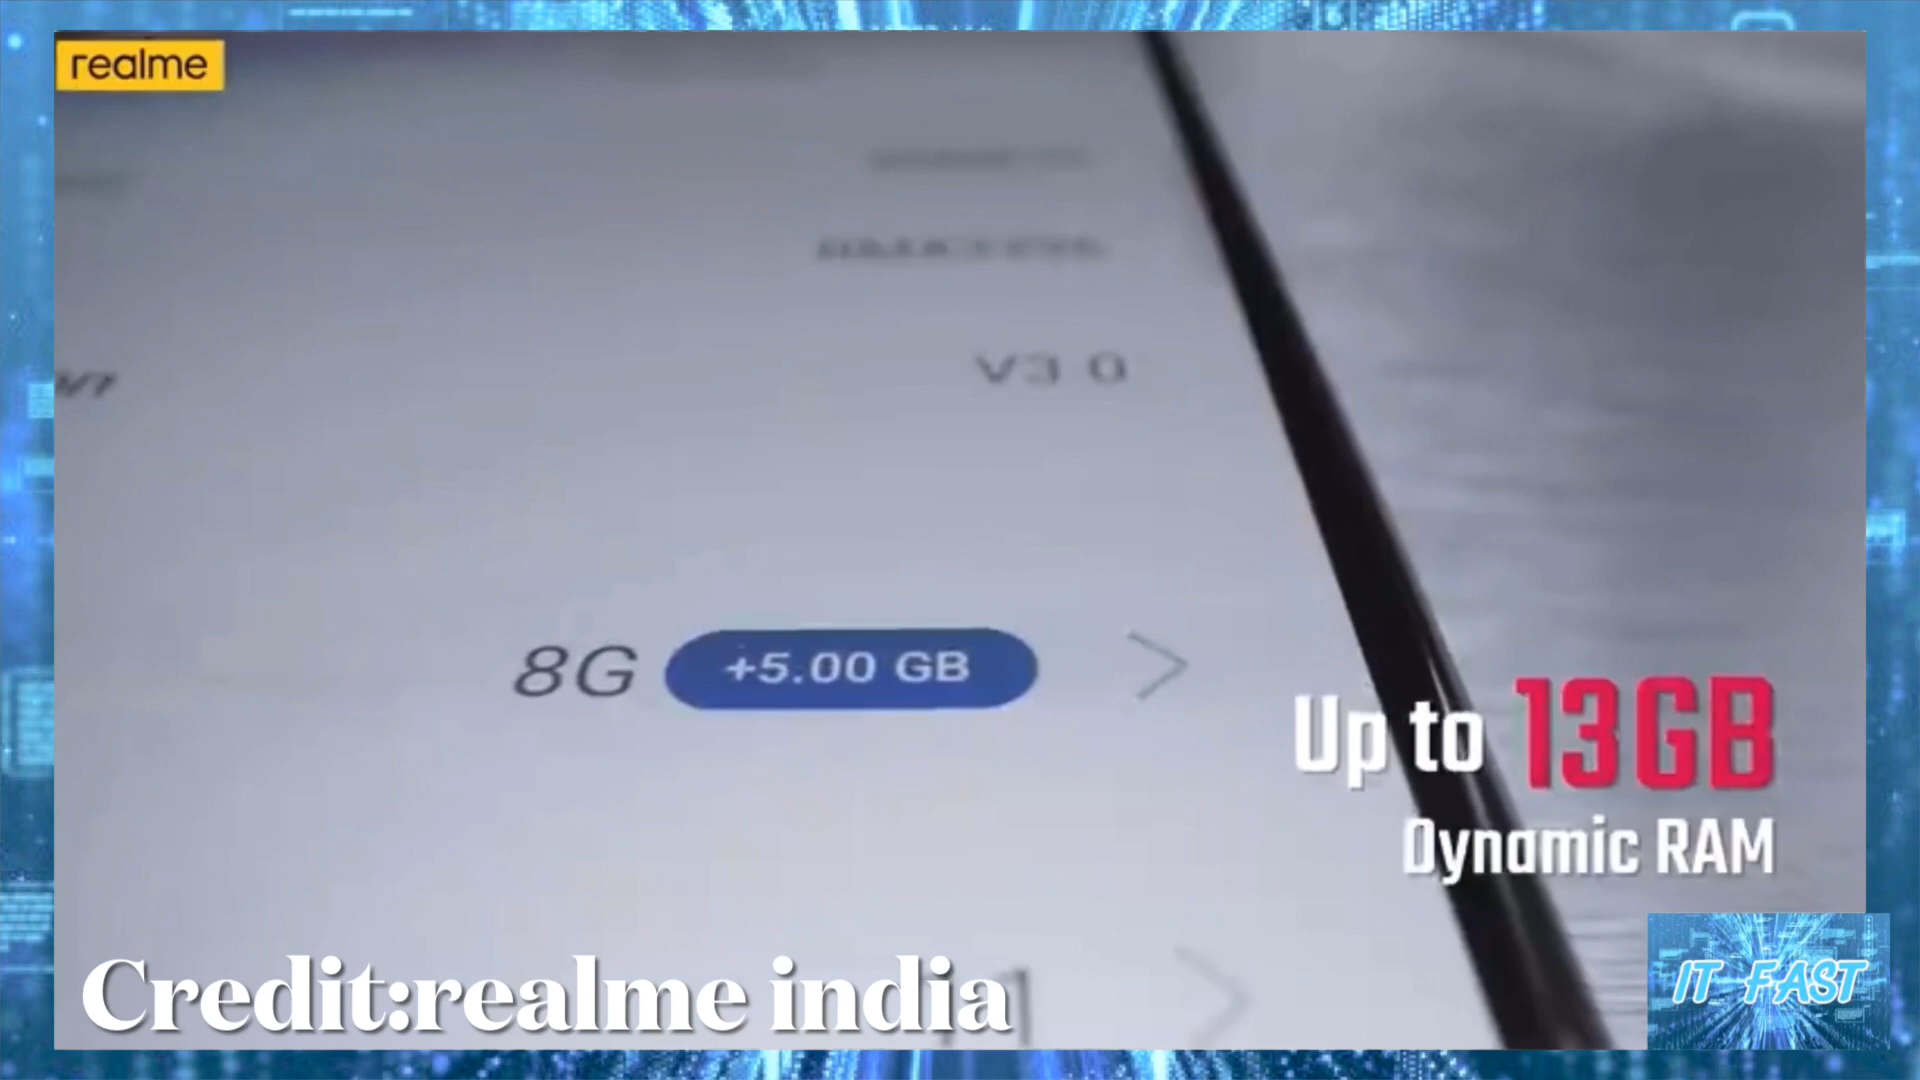 realme
V3 0
8G +5.00 GB >
Up to 13GB
Dynamic RAM
IT FAST
Credit:realme india